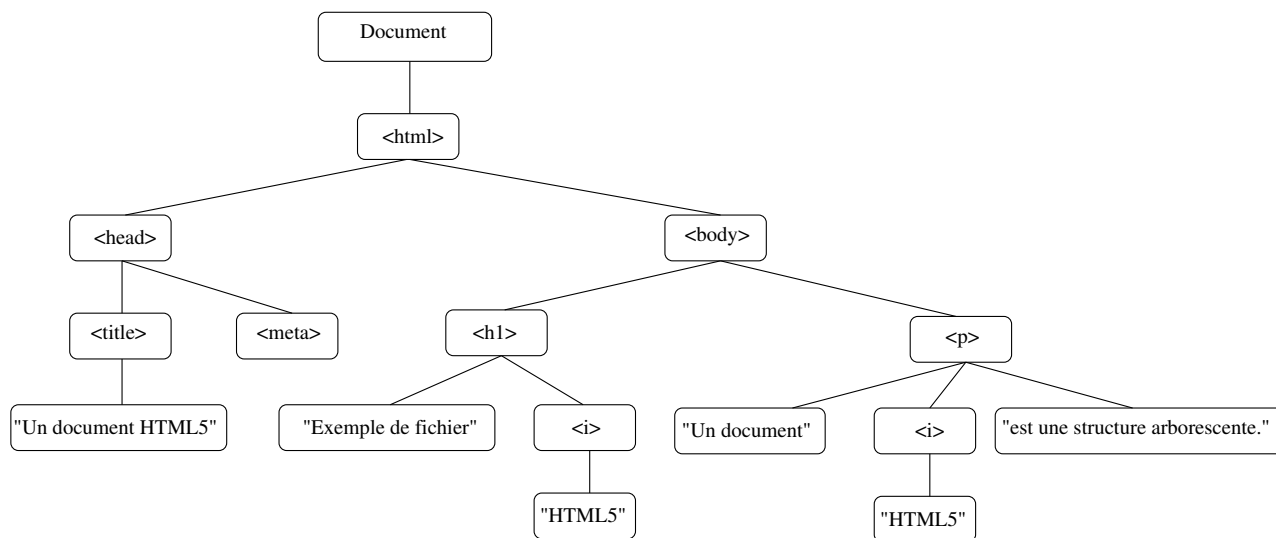 Document
<html>
<head>
<body>
<title>
<meta>
<h1>
<p>
"Un document HTML5"
"Exemple de fichier"
<i>
"Un document"
<i>
"est une structure arborescente."
"HTML5"
"HTML5"